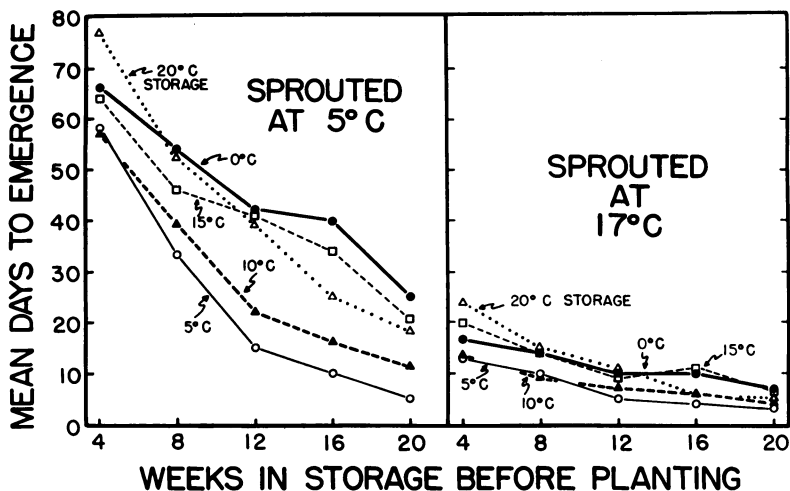 MEAN DAYS TO EMERGENCE
80
70
60
50
40
30
20
10
0
20°C
STORAGE
SPROUTED
AT 5°C
0°C
15°C
10°C
5°C
4 8 12 16 20
SPROUTED
AT
17°C
20°C STORAGE
0°C
15°C
5°C
10°C
4 8 12 16 20
WEEKS IN STORAGE BEFORE PLANTING